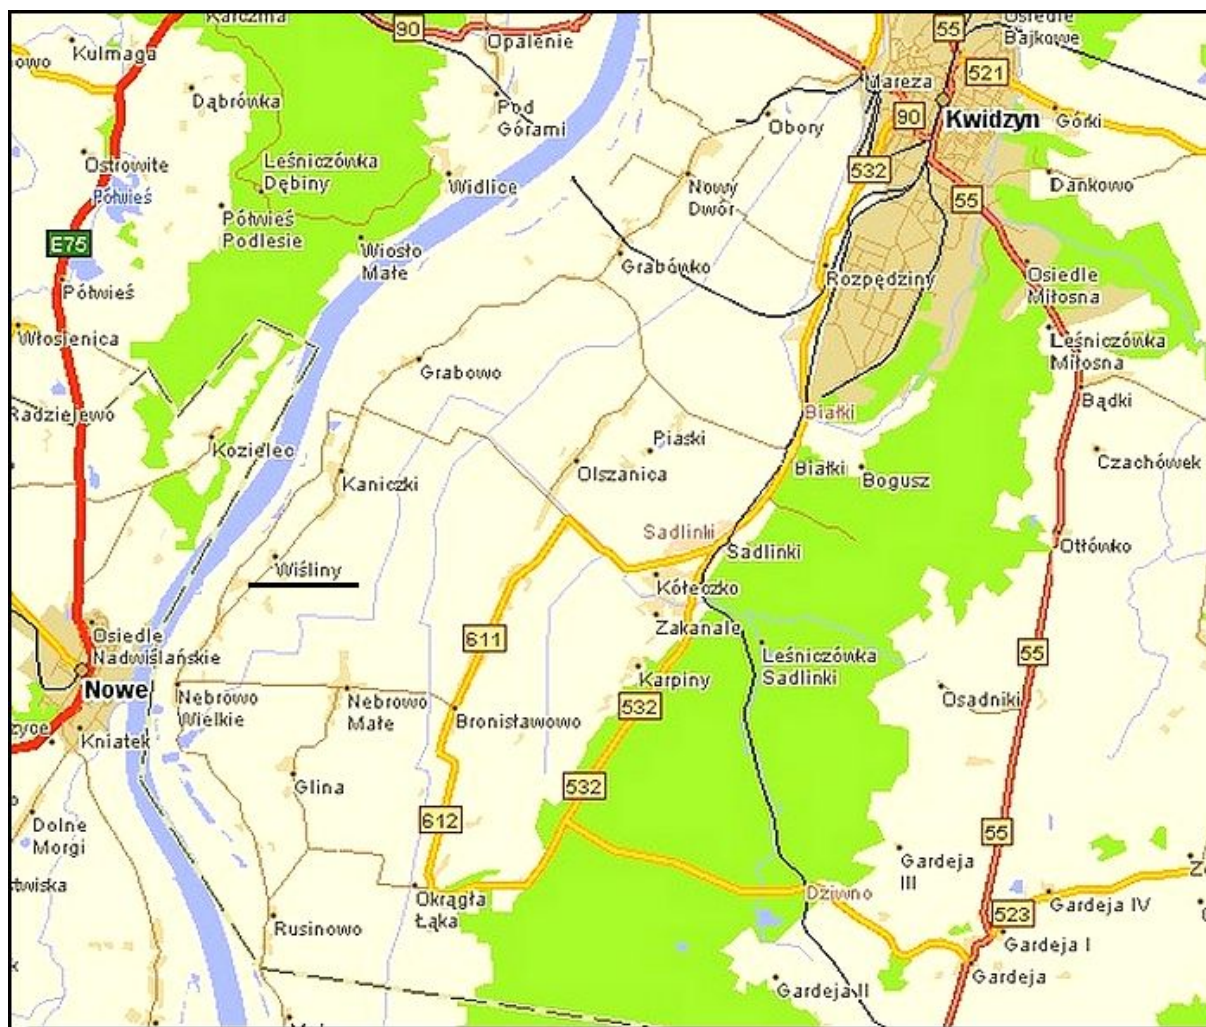 Karczma
90
Opalenie
55
Osiedle
Bajkowe
Kulmaga
owo
Mareza
521
Dąbrówka
Pod
Górami
Obory
90
Kwidzyn
Górki
Ostrowite
Półwieś
Leśniczówka
Dębiny
Widlice
532
Nowy
Dwór
55
Dankowo
Półwieś
Podlesie
E75
Wiosło
Małe
Grabówko
Rozpędziny
Osiedle
Miłosna
Półwieś
Włosienica
Leśniczówka
Miłosna
Grabowo
Bądki
Radziejewo
Białki
Kozielec
Piaski
Olszanica
Białki
Bogusz
Czachówek
Kaniczki
Sadlinki
Sadlinki
Otłówko
Wiśliny
Kółeczko
Zakanale
Osiedle
Nadwiślańskie
611
Leśniczówka
Sadlinki
55
Nowe
Karpiny
Nebrowo
Wielkie
Nebrowo
Małe
Bronisławowo
532
Osadniki
zyce
Kniatek
Glina
532
612
55
Dolne
Morgi
Gardeja
III
twiska
Okrągła
Łąka
Dziwno
Gardeja IV
523
Rusinowo
Gardeja I
Gardeja
Gardeja II